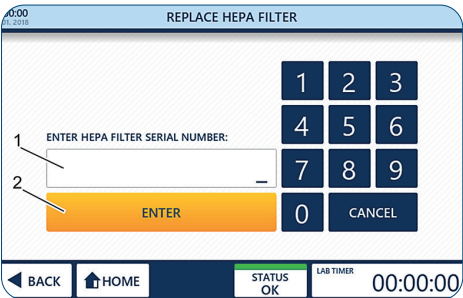 0:00
01. 2018
REPLACE HEPA FILTER
1 2 3
4 5 6
1
ENTER HEPA FILTER SERIAL NUMBER:
_
7 8 9
2
ENTER
0 CANCEL
BACK
HOME
STATUS
OK
LAB TIMER
00:00:00